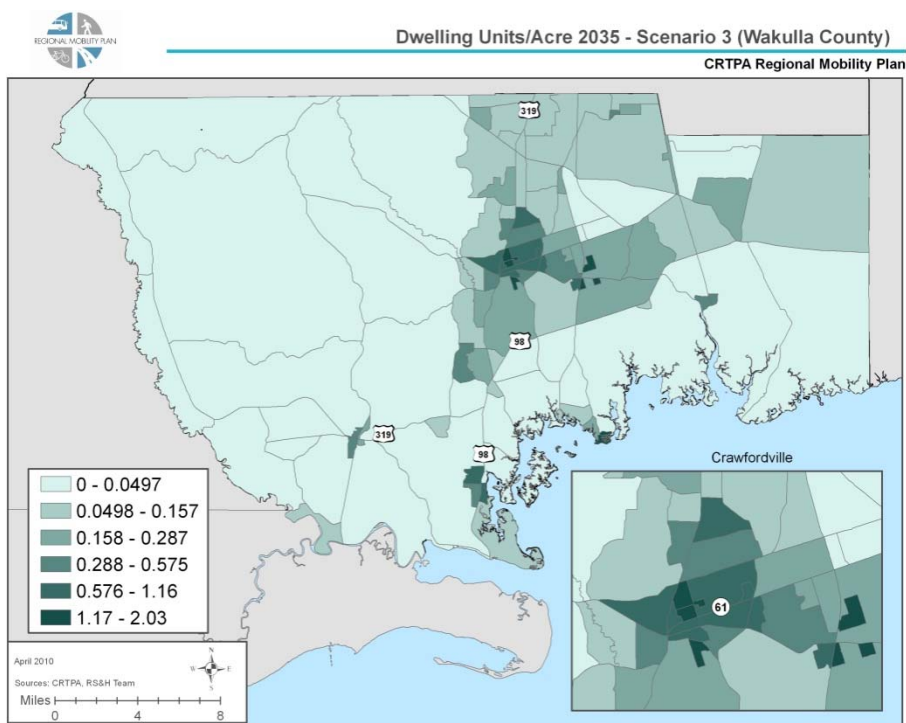 REGIONAL MOBILITY PLAN
Dwelling Units/Acre 2035 - Scenario 3 (Wakulla County)
CRTPA Regional Mobility Plan
319
98
319
98
Crawfordville
61
0 - 0.0497
0.0498 - 0.157
0.158 - 0.287
0.288 - 0.575
0.576 - 1.16
1.17 - 2.03
April 2010
N
W E
S
Sources: CRTPA, RS&H Team
Miles
0 4 8